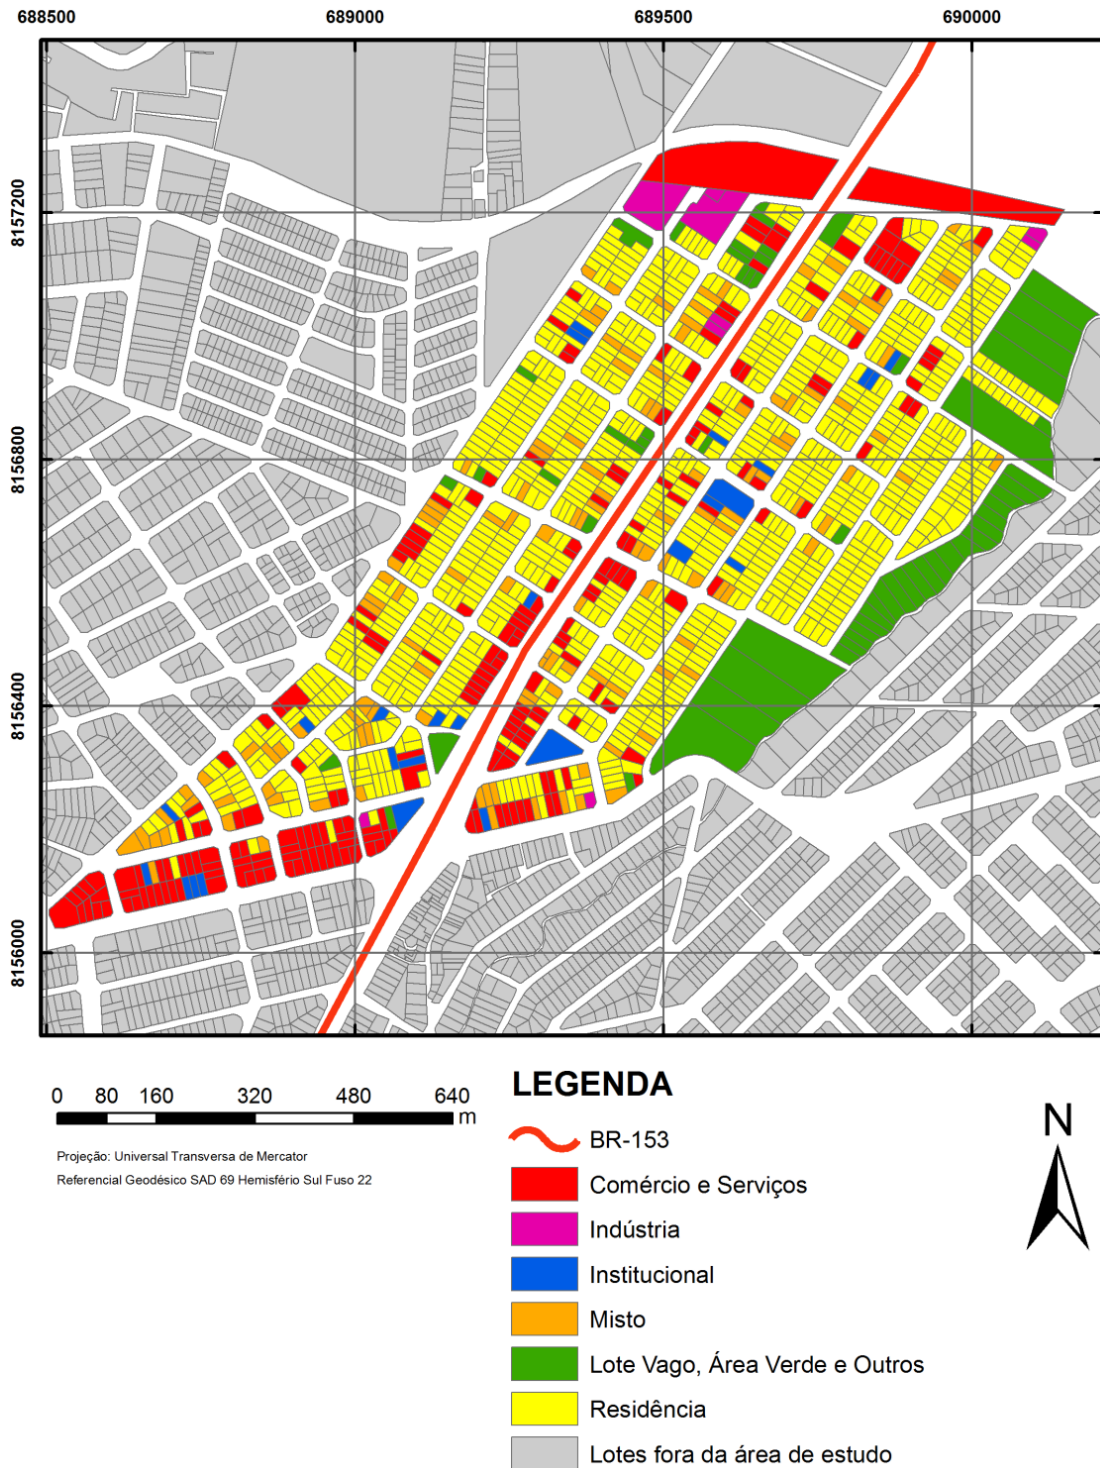 688500 689000 689500 690000
8157200
8156800
8156400
8156000
0 80 160 320 480 640
m
Projeção: Universal Transversa de Mercator
Referencial Geodésico SAD 69 Hemisfério Sul Fuso 22
LEGENDA
BR-153
Comércio e Serviços
Indústria
Institucional
Misto
Lote Vago, Área Verde e Outros
Residência
Lotes fora da área de estudo
N